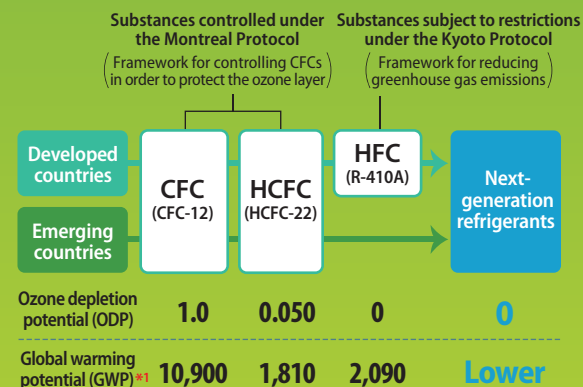 Substances controlled under
the Montreal Protocol
(Framework for controlling CFCs
in order to protect the ozone layer)
Substances subject to restrictions
under the Kyoto Protocol
(Framework for reducing
greenhouse gas emissions)
Developed
countries
Emerging
countries
CFC
(CFC-12)
HCFC
(HCFC-22)
HFC
(R-410A)
Next-
generation
refrigerants
Ozone depletion
potential (ODP)
1.0 0.050 0 0
Global warming
potential (GWP)*1 10,900 1,810 2,090 Lower